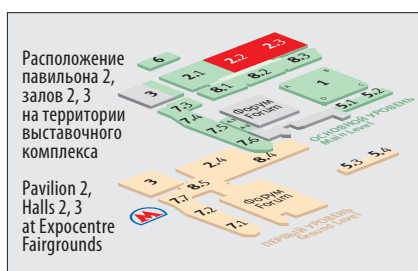 Расположение
павильона 2,
залов 2, 3
на территории
выставочного
комплекса
Pavilion 2,
Halls 2, 3
at Expocentre
Fairgrounds
6
2.1
2.2
2.3
8.1
8.2
8.3
3
7.3
7.4
7.5
7.6
Форум
Forum
1
A
B
C
D
5.1
5.2
ОСНОВНОЙ УРОВЕНЬ
Main Level
3
2.4
8.4
8.5
7.7
7.2
7.1
Форум
Forum
5.3
5.4
ПЕРВЫЙ УРОВЕНЬ
Ground Level
М